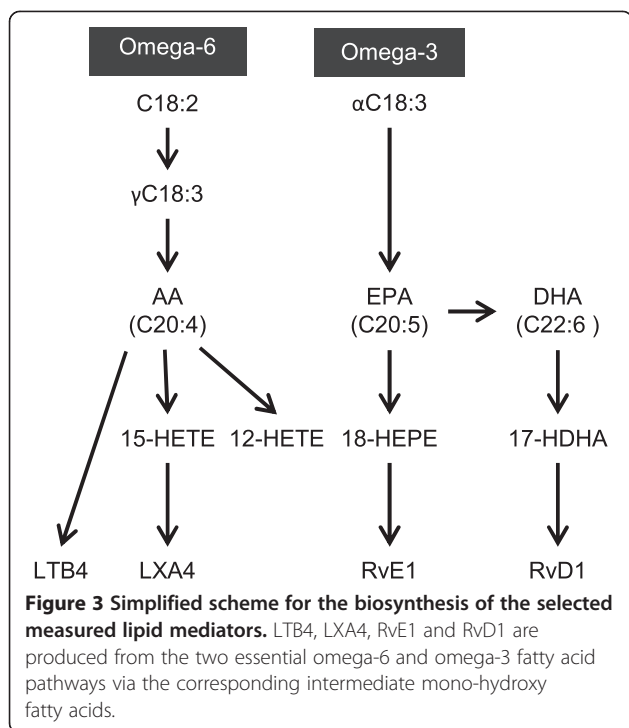 Omega-6 Omega-3
C18:2 αC18:3
γC18:3
AA EPA DHA
(C20:4) (C20:5) (C22:6 )
15-HETE 12-HETE 18-HEPE 17-HDHA
LTB4 LXA4 RvE1 RvD1
Figure 3 Simplified scheme for the biosynthesis of the selected
measured lipid mediators. LTB4, LXA4, RvE1 and RvD1 are
produced from the two essential omega-6 and omega-3 fatty acid
pathways via the corresponding intermediate mono-hydroxy
fatty acids.